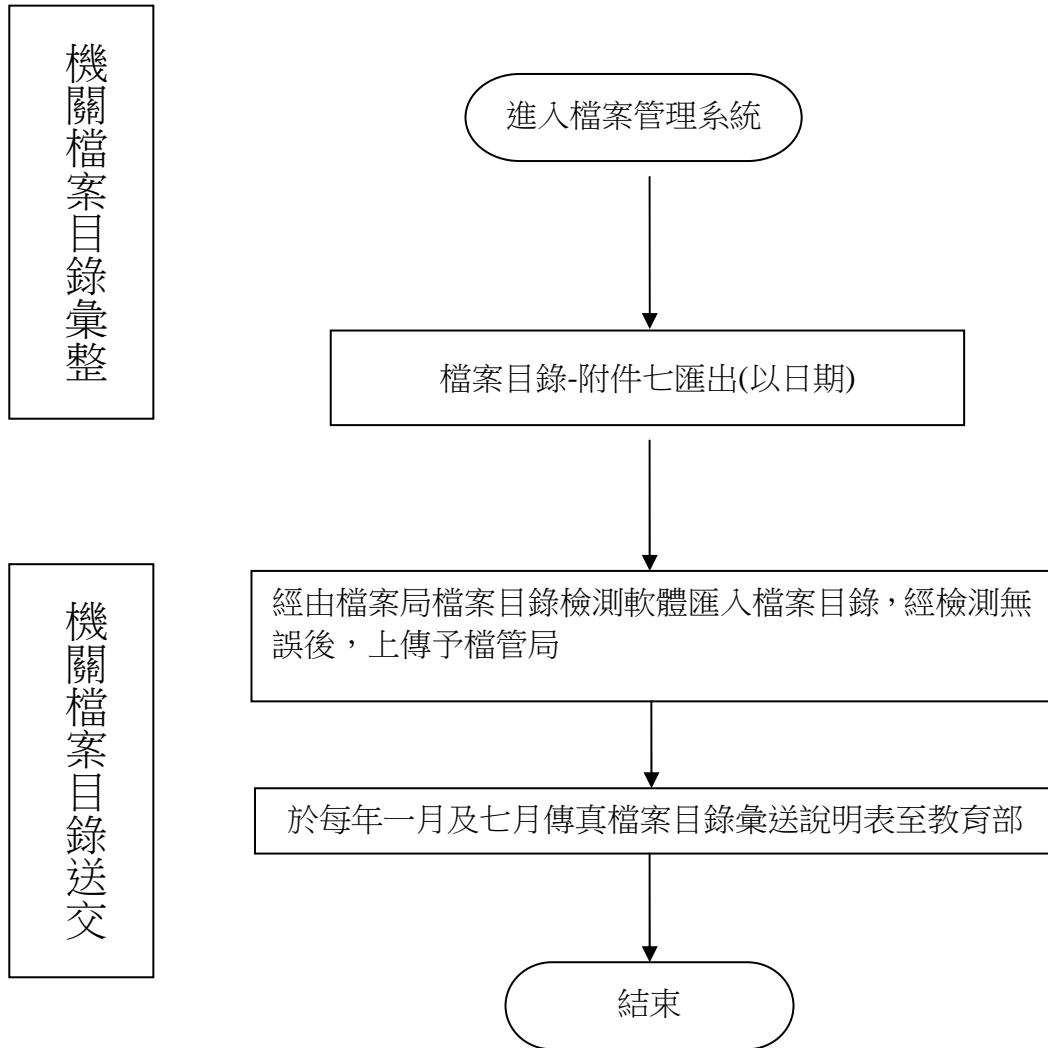 機關檔案目錄彙整
進入檔案管理系統
檔案目錄-附件七匯出(以日期)
機關檔案目錄送交
經由檔案局檔案目錄檢測軟體匯入檔案目錄，經檢測無
誤後，上傳予檔管局
於每年一月及七月傳真檔案目錄彙送說明表至教育部
結束